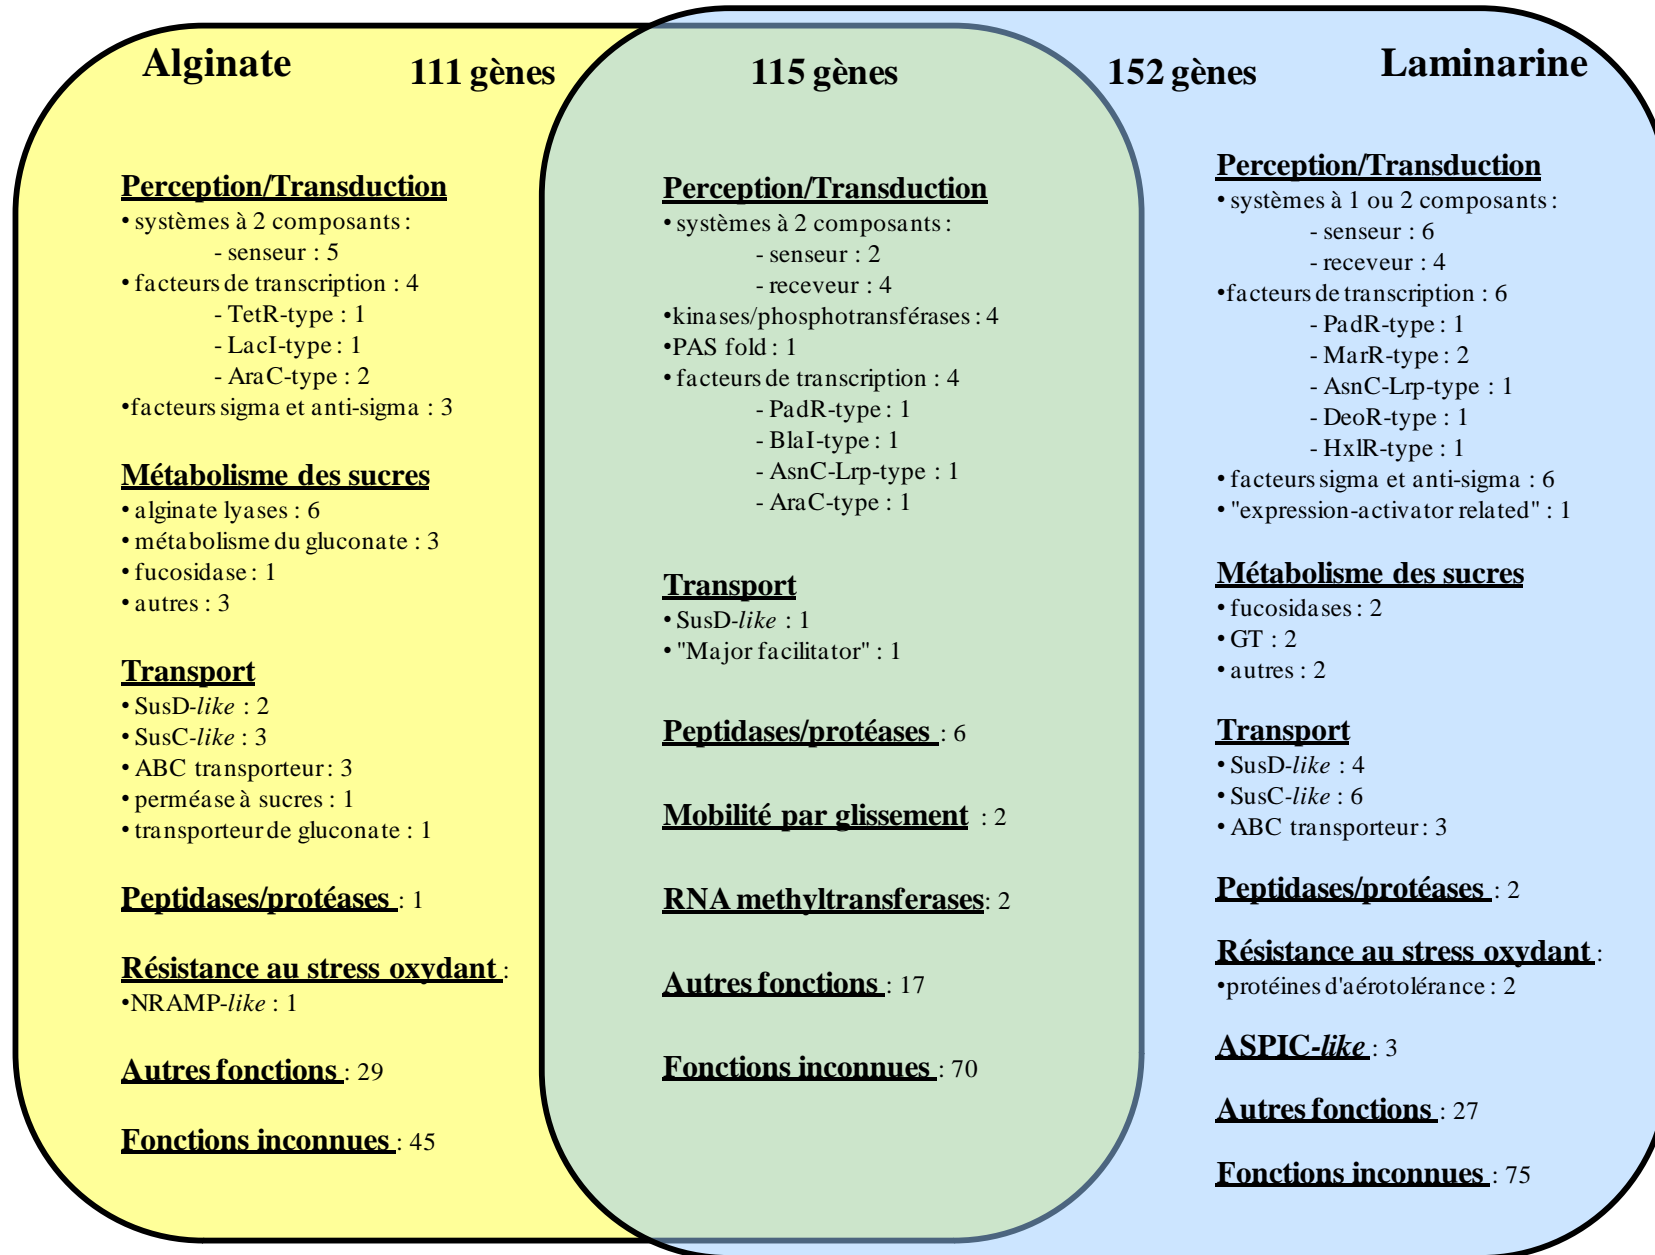 Alginate
111 gènes
115 gènes
152 gènes
Laminarine
Perception/Transduction
• systèmes à 2 composants :
- senseur : 5
• facteurs de transcription : 4
- TetR-type : 1
- LacI-type : 1
- AraC-type : 2
•facteurs sigma et anti-sigma : 3
Métabolisme des sucres
• alginate lyases : 6
• métabolisme du gluconate : 3
• fucosidase : 1
• autres : 3
Transport
• SusD-like : 2
• SusC-like : 3
• ABC transporteur : 3
• perméase à sucres : 1
• transporteur de gluconate : 1
Peptidases/protéases : 1
Résistance au stress oxydant :
•NRAMP-like : 1
Autres fonctions : 29
Fonctions inconnues : 45
Perception/Transduction
• systèmes à 2 composants :
- senseur : 2
- receveur : 4
•kinases/phosphotransférases : 4
•PAS fold : 1
• facteurs de transcription : 4
- PadR-type : 1
- BlaI-type : 1
- AsnC-Lrp-type : 1
- AraC-type : 1
Transport
• SusD-like : 1
• "Major facilitator" : 1
Peptidases/protéases : 6
Mobilité par glissement : 2
RNA methyltransferases: 2
Autres fonctions : 17
Fonctions inconnues : 70
Perception/Transduction
• systèmes à 1 ou 2 composants :
- senseur : 6
- receveur : 4
•facteurs de transcription : 6
- PadR-type : 1
- MarR-type : 2
- AsnC-Lrp-type : 1
- DeoR-type : 1
- HxlR-type : 1
• facteurs sigma et anti-sigma : 6
• "expression-activator related" : 1
Métabolisme des sucres
• fucosidases : 2
• GT : 2
• autres : 2
Transport
• SusD-like : 4
• SusC-like : 6
• ABC transporteur : 3
Peptidases/protéases : 2
Résistance au stress oxydant :
•protéines d'aérotolérance : 2
ASPIC-like : 3
Autres fonctions : 27
Fonctions inconnues : 75